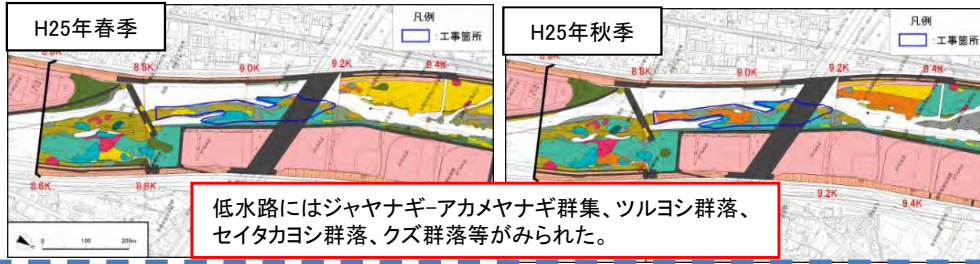 H25年春季
凡例
:工事箇所
8.6K
8.8K
9.0K
9.2K
9.4K
8.6K
8.8K
0 100 200m
H25年秋季
凡例
:工事箇所
8.8K
9.0K
9.2K
9.4K
9.2K
9.4K
低水路にはジャヤナギ−アカメヤナギ群集、ツルヨシ群落、
セイタカヨシ群落、クズ群落等がみられた。